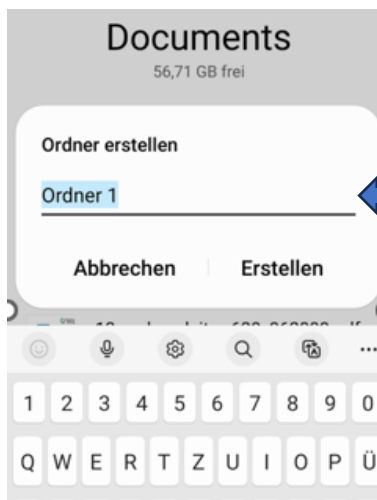 Documents
56,71 GB frei
Ordner erstellen
Ordner 1
Abbrechen Erstellen
1 2 3 4 5 6 7 8 9 0
Q W E R T Z U I O P Ü